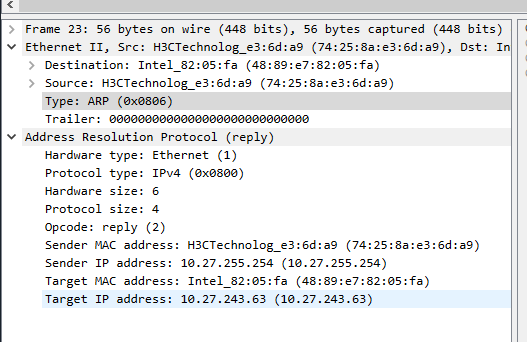 Frame 23: 56 bytes on wire (448 bits), 56 bytes captured (448 bits)
Ethernet II, Src: H3CTechnolog_e3:6d:a9 (74:25:8a:e3:6d:a9), Dst: In
Destination: Intel_82:05:fa (48:89:e7:82:05:fa)
Source: H3CTechnolog_e3:6d:a9 (74:25:8a:e3:6d:a9)
Type: ARP (0x0806)
Trailer: 0000000000000000000000000000
Address Resolution Protocol (reply)
Hardware type: Ethernet (1)
Protocol type: IPv4 (0x0800)
Hardware size: 6
Protocol size: 4
Opcode: reply (2)
Sender MAC address: H3CTechnolog_e3:6d:a9 (74:25:8a:e3:6d:a9)
Sender IP address: 10.27.255.254 (10.27.255.254)
Target MAC address: Intel_82:05:fa (48:89:e7:82:05:fa)
Target IP address: 10.27.243.63 (10.27.243.63)